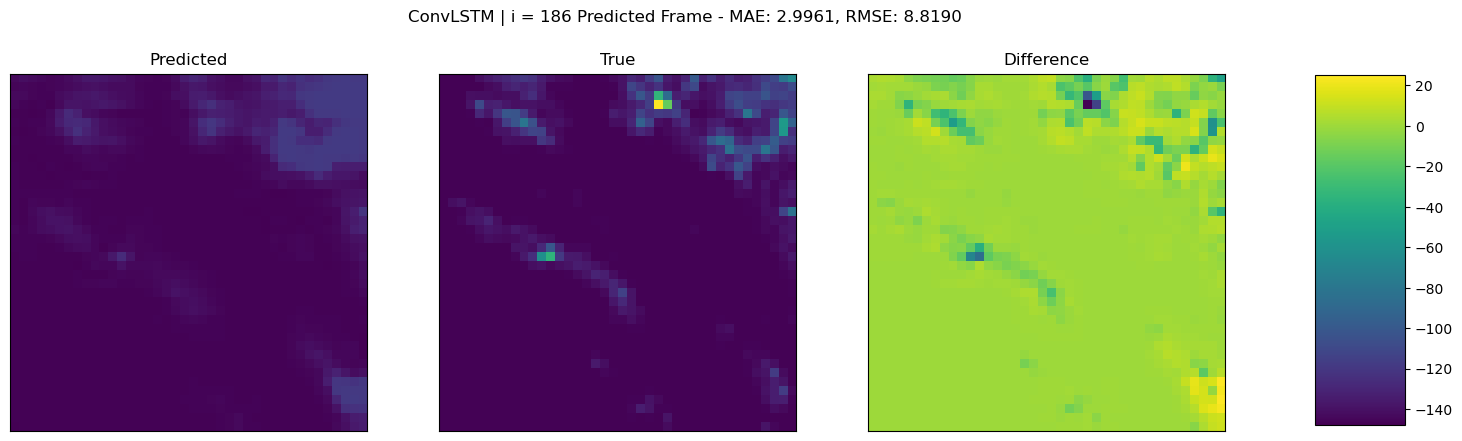 ConvLSTM | i = 186 Predicted Frame - MAE: 2.9961, RMSE: 8.8190
Predicted
True
Difference
20
0
−20
−40
−60
−80
−100
−120
−140